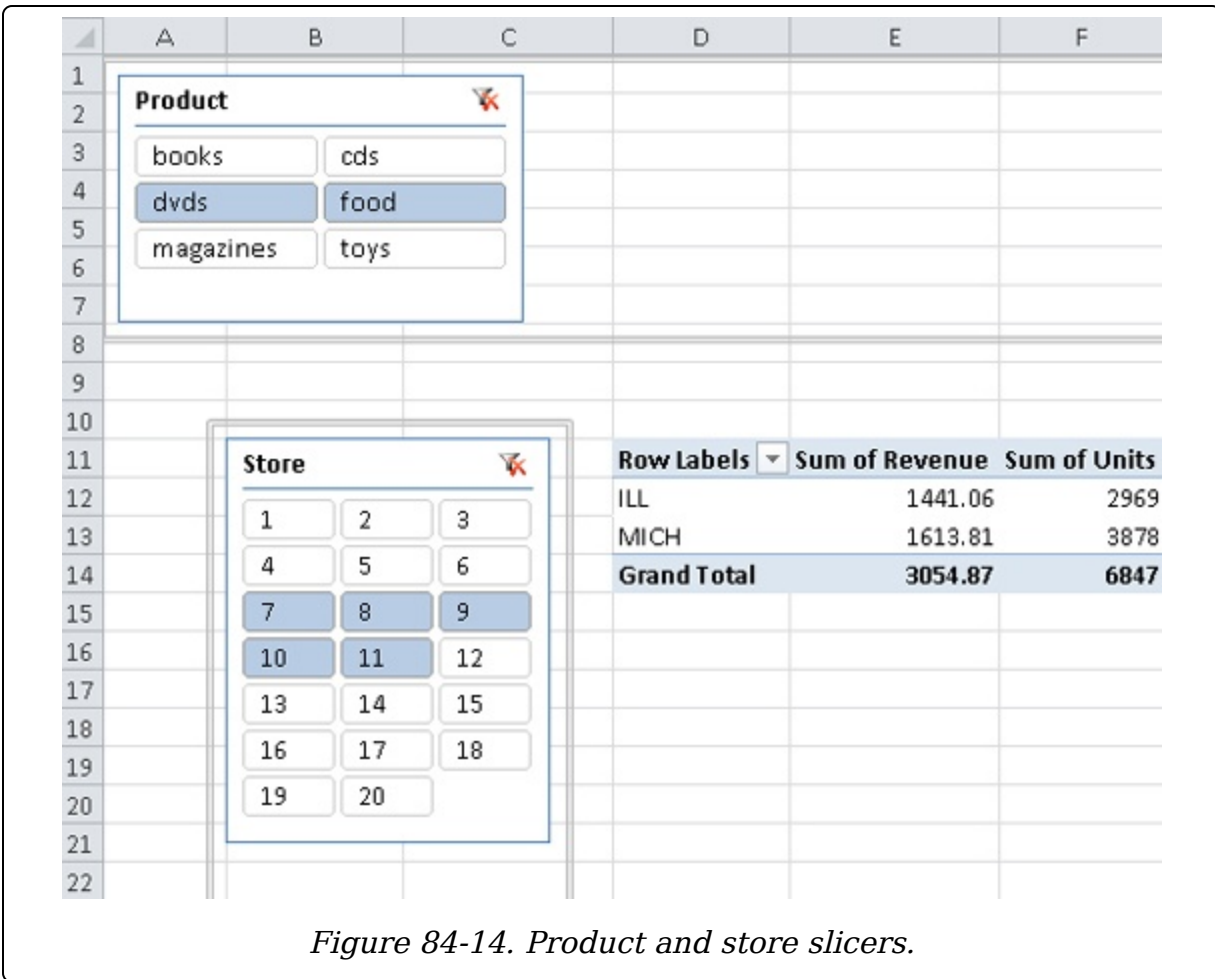 A B C D E F
1
2 Product
3 books cds
4 dvds food
5
6 magazines toys
7
8
9
10
11 Store Row Labels Sum of Revenue Sum of Units
12 1 2 3 ILL 1441.06 2969
13 MICH 1613.81 3878
14 4 5 6 Grand Total 3054.87 6847
15 7 8 9
16 10 11 12
17 13 14 15
18
19 16 17 18
20 19 20
21
22
Figure 84-14. Product and store slicers.